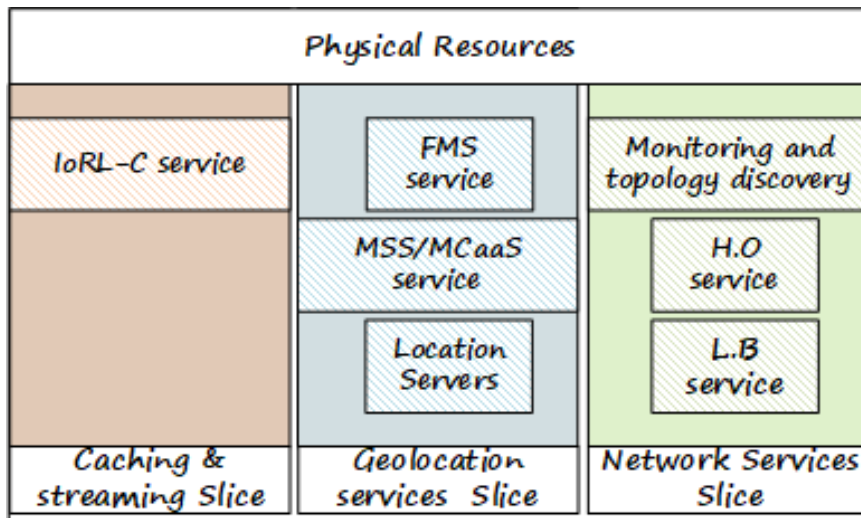 Physical Resources
IoRL-C service
FMS
service
Monitoring and
topology discovery
MSS/MCaaS
service
H.O
service
Location
Servers
L.B
service
Caching &
streaming Slice
Geolocation
services Slice
Network Services
Slice